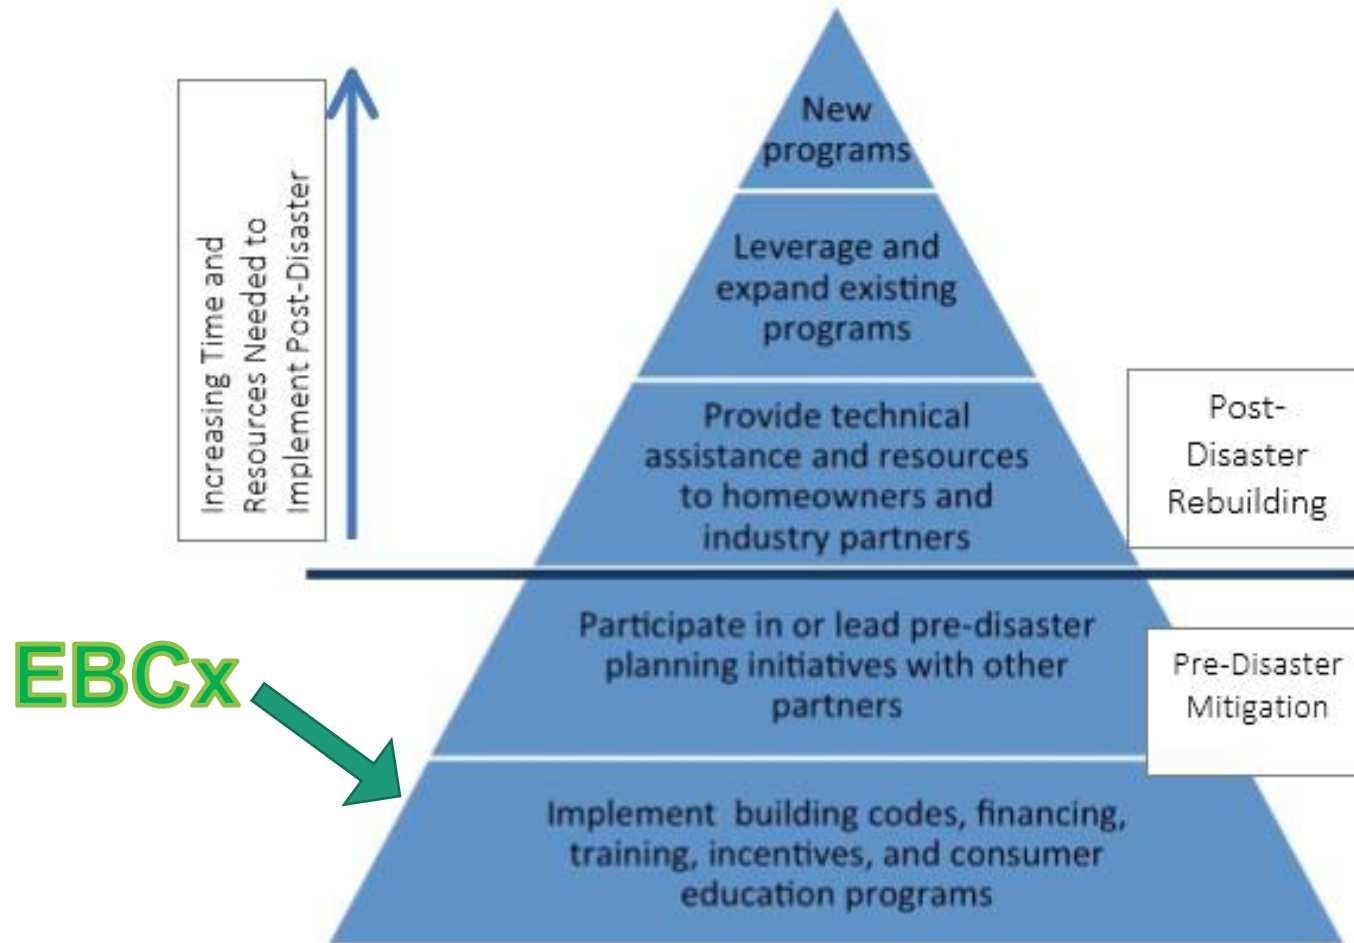 New
programs
Leverage and
expand existing
programs
Provide technical
assistance and resources
to homeowners and
industry partners
Participate in or lead pre-disaster
planning initiatives with other
partners
Implement building codes, financing,
training, incentives, and consumer
education programs
Increasing Time and
Resources Needed to
Implement Post-Disaster
Post-
Disaster
Rebuilding
Pre-Disaster
Mitigation
EBCx